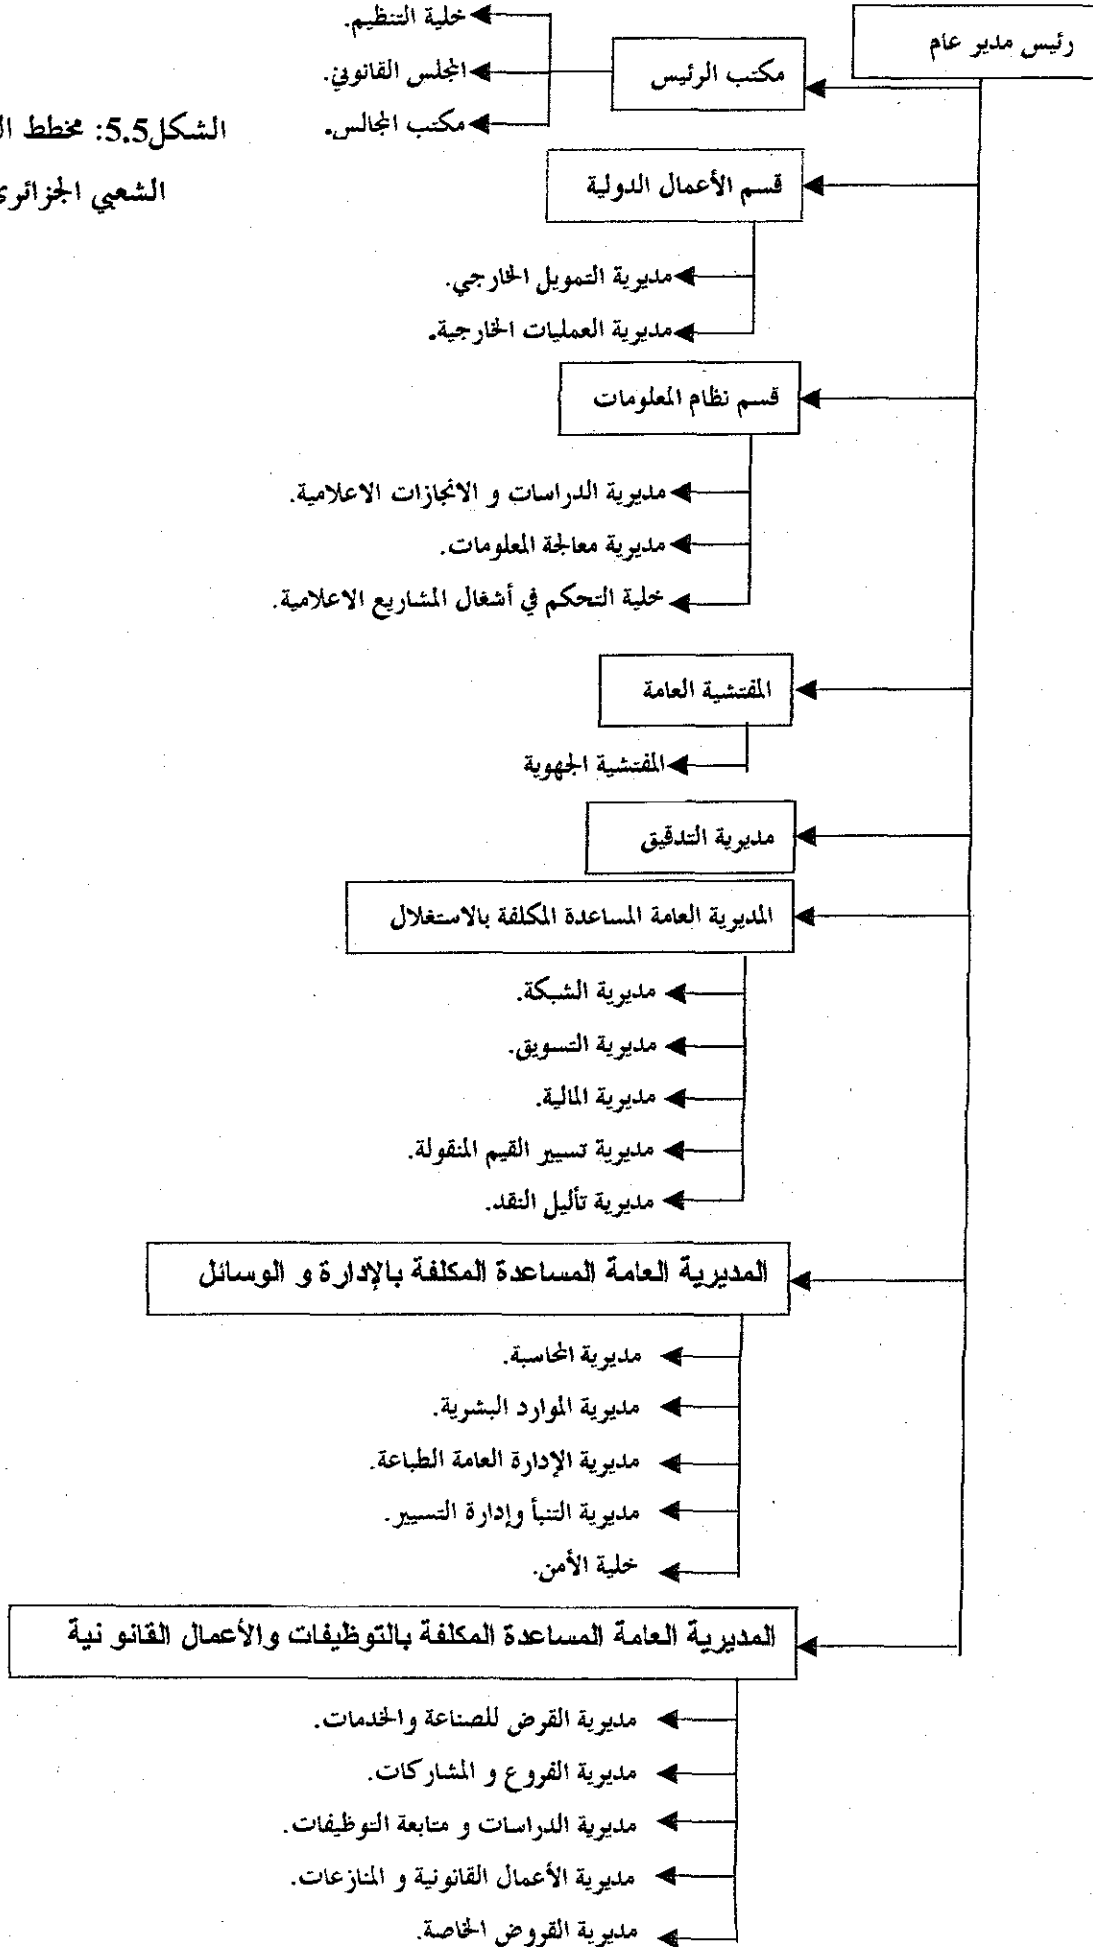 رئيس مدير عام
مكتب الرئيس
خلية التنظيم.
المجلس القانوني.
مكتب المجالس.
الشكل5.5: مخطط
الشعبي الجزائري
قسم الأعمال الدولية
مديرية التمويل الخارجي.
مديرية العمليات الخارجية.
قسم نظام المعلومات
مديرية الدراسات و الانجازات الاعلامية.
مديرية معالجة المعلومات.
خلية التحكم في أشغال المشاريع الاعلامية.
المفتشية العامة
المفتشية الجهوية
مديرية التدقيق
المديرية العامة المساعدة المكلفة بالاستغلال
مديرية الشبكة.
مديرية التسويق.
مديرية المالية.
مديرية تسيير القيم المنقولة.
مديرية تأليل النقد.
المديرية العامة المساعدة المكلفة بالإدارة و الوسائل
مديرية المحاسبة.
مديرية الموارد البشرية.
مديرية الإدارة العامة الطباعة.
مديرية التنبأ وإدارة التسيير.
خلية الأمن.
المديرية العامة المساعدة المكلفة بالتوظيفات والأعمال القانو نية
مديرية القرض للصناعة والخدمات.
مديرية الفروع و المشاركات.
مديرية الدراسات و متابعة التوظيفات.
مديرية الأعمال القانونية و المنازعات.
مديرية القروض الخاصة.